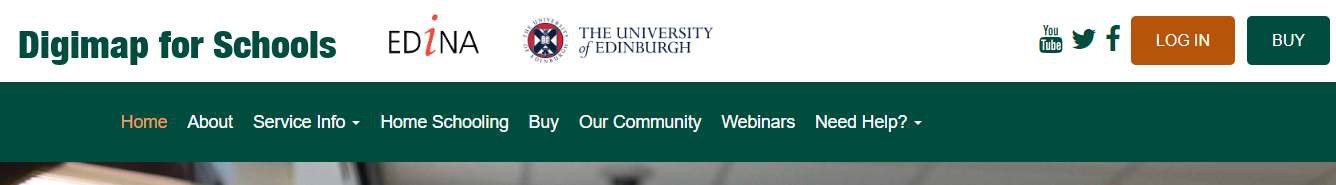 Digimap for Schools
EDINA
THE UNIVERSITY
of EDINBURGH
You
Tube
LOG IN
BUY
Home About Service Info Home Schooling Buy Our Community Webinars Need Help?